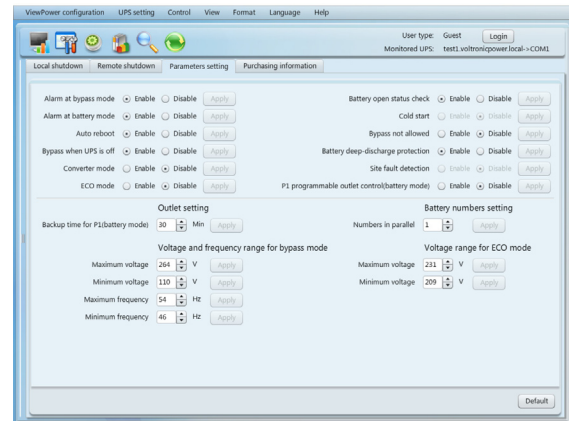 ViewPower configuration UPS setting Control View Format Language Help
User type: Guest Login
Monitored UPS: test1.voltronicpower.local->COM1
Local shutdown Remote shutdown Parameters setting Purchasing information
Alarm at bypass mode Enable Disable Apply Battery open status check Enable Disable Apply
Alarm at battery mode Enable Disable Apply Cold start Enable Disable Apply
Auto reboot Enable Disable Apply Bypass not allowed Enable Disable Apply
Bypass when UPS is off Enable Disable Apply Battery deep-discharge protection Enable Disable Apply
Converter mode Enable Disable Apply Site fault detection Enable Disable Apply
ECO mode Enable Disable Apply P1 programmable outlet control(battery mode) Enable Disable Apply
Outlet setting Battery numbers setting
Backup time for P1(battery mode) 30 Min Apply Numbers in parallel 1 Apply
Voltage and frequency range for bypass mode Voltage range for ECO mode
Maximum voltage 264 V Apply Maximum voltage 231 V Apply
Minimum voltage 110 V Apply Minimum voltage 209 V Apply
Maximum frequency 54 Hz Apply
Minimum frequency 46 Hz Apply
Default